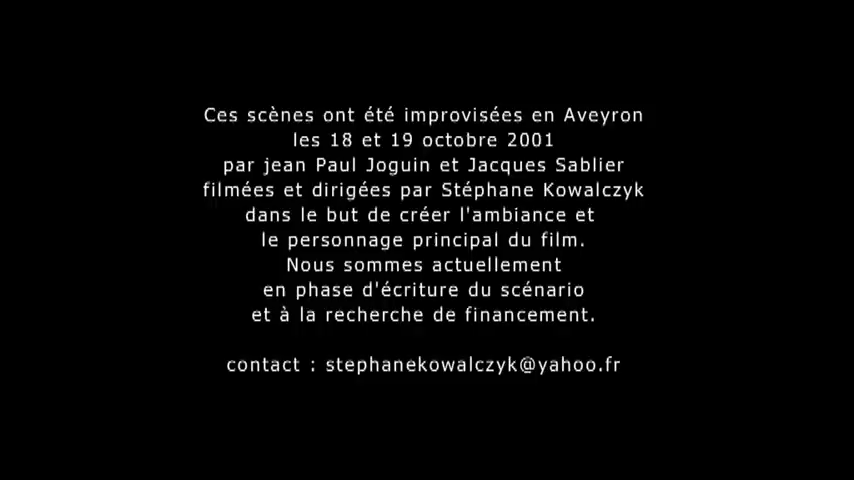 Ces scènes ont été improvisées en Aveyron
les 18 et 19 octobre 2001
par jean Paul Joguin et Jacques Sablier
filmées et dirigées par Stéphane Kowalczyk
dans le but de créer l'ambiance et
le personnage principal du film.
Nous sommes actuellement
en phase d'écriture du scénario
et à la recherche de financement.
contact : stephanekowalczyk@yahoo.fr